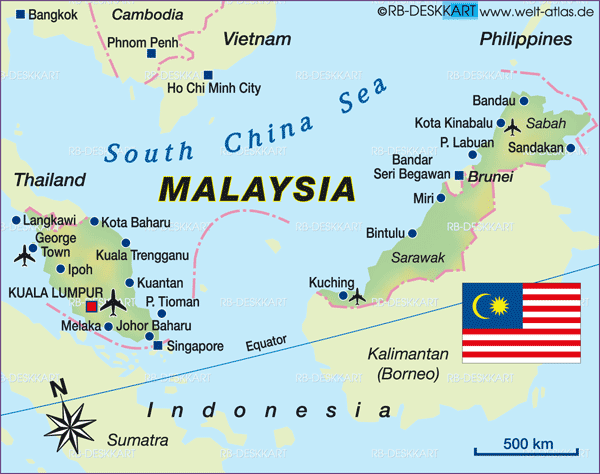 ©RB-DESKKART www.welt-atlas.de
Bangkok
Cambodia
Phnom Penh
Vietnam
Philippines
Ho Chi Minh City
South China Sea
Bandau
Kota Kinabalu
Sabah
P. Labuan
Sandakan
Bandar
Seri Begawan
Brunei
Thailand
MALAYSIA
Miri
Langkawi
Kota Baharu
George
Town
Kuala Trengganu
Bintulu
Sarawak
Ipoh
Kuantan
KUALA LUMPUR
P. Tioman
Kuching
Melaka
Johor Baharu
Singapore
Equator
Kalimantan
(Borneo)
N
Indonesia
Sumatra
500 km
RB-DESKKART